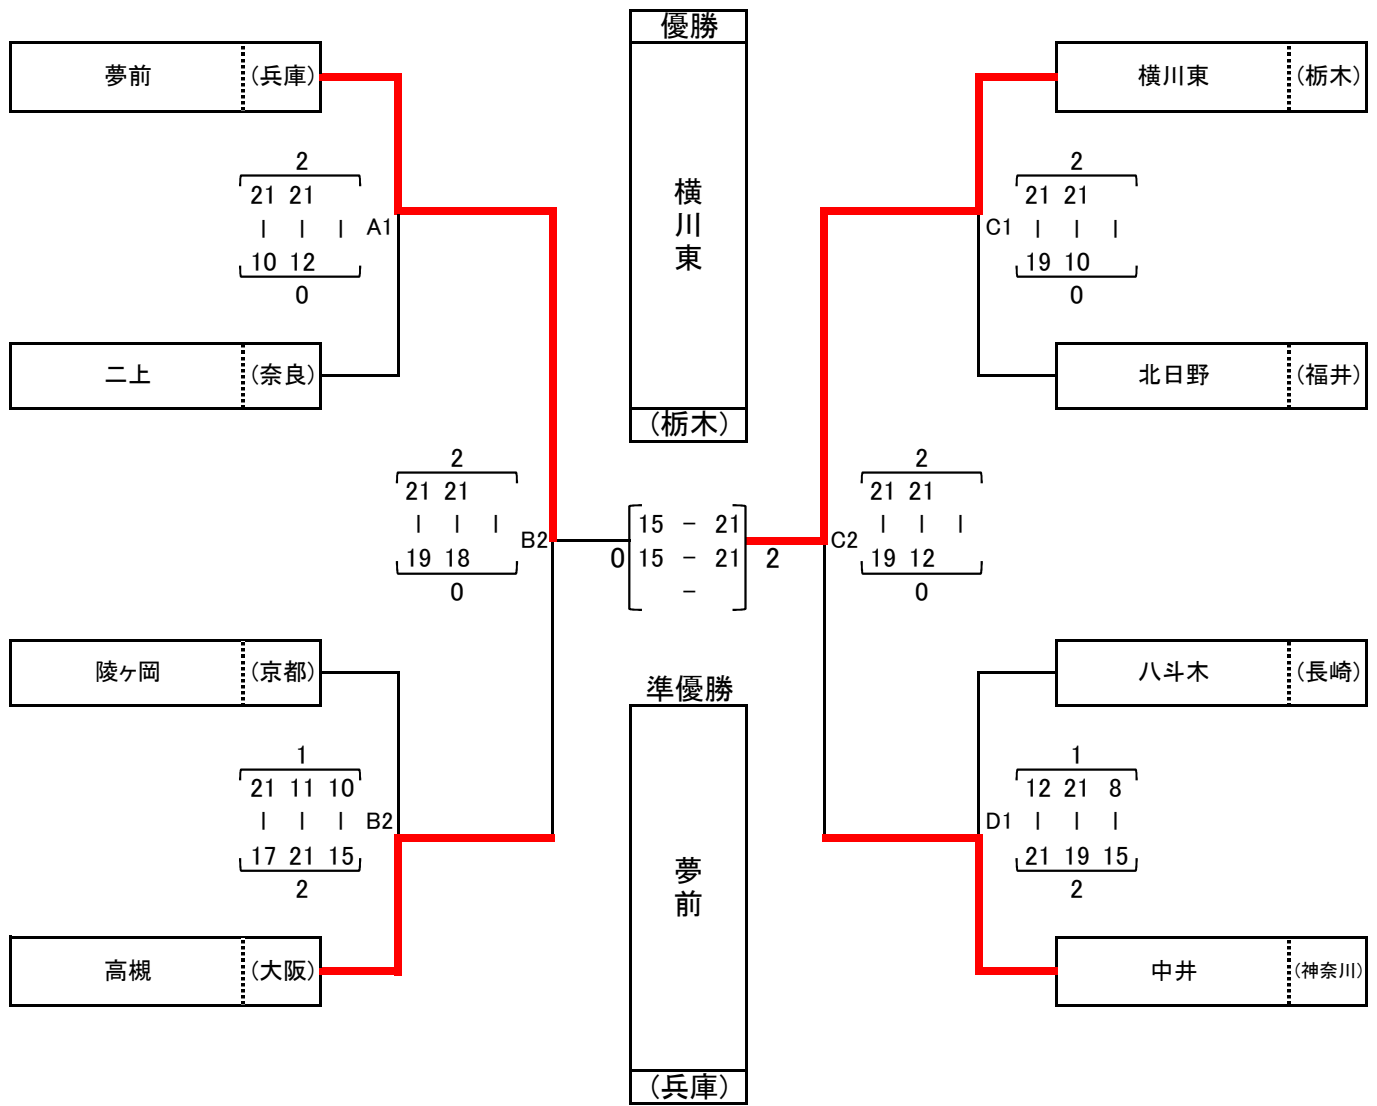 優勝
横川東
(栃木)
夢前 (兵庫)
2
21 21
| | |
10 12
0
A1
二上 (奈良)
2
21 21
| | |
19 18
0
B2
陵ヶ岡 (京都)
1
21 11 10
| | |
17 21 15
2
B2
高槻 (大阪)
0
15 - 21
15 - 21
-
2
横川東 (栃木)
C1
2
21 21
| | |
19 10
0
北日野 (福井)
C2
2
21 21
| | |
19 12
0
八斗木 (長崎)
D1
1
12 21 8
| | |
21 19 15
2
中井 (神奈川)
準優勝
夢前
(兵庫)